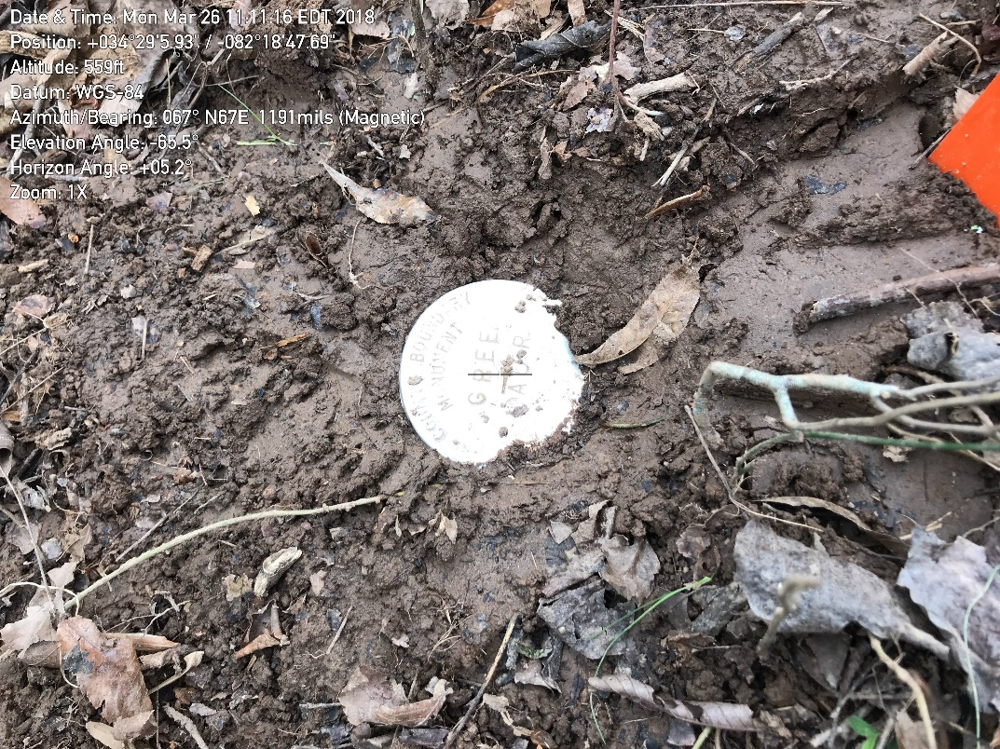 Date & Time: Mon Mar 26 11:11:16 EDT 2018
Position: +034°29'5.93" / -082°18'47.69"
Altitude: 559ft
Datum: WGS-84
Azimuth/Bearing: 067° N67E 1191mils (Magnetic)
Elevation Angle: -65.5°
Horizon Angle: +05.2°
Zoom: 1X
BOUNDARY
MONUMENT
GREE